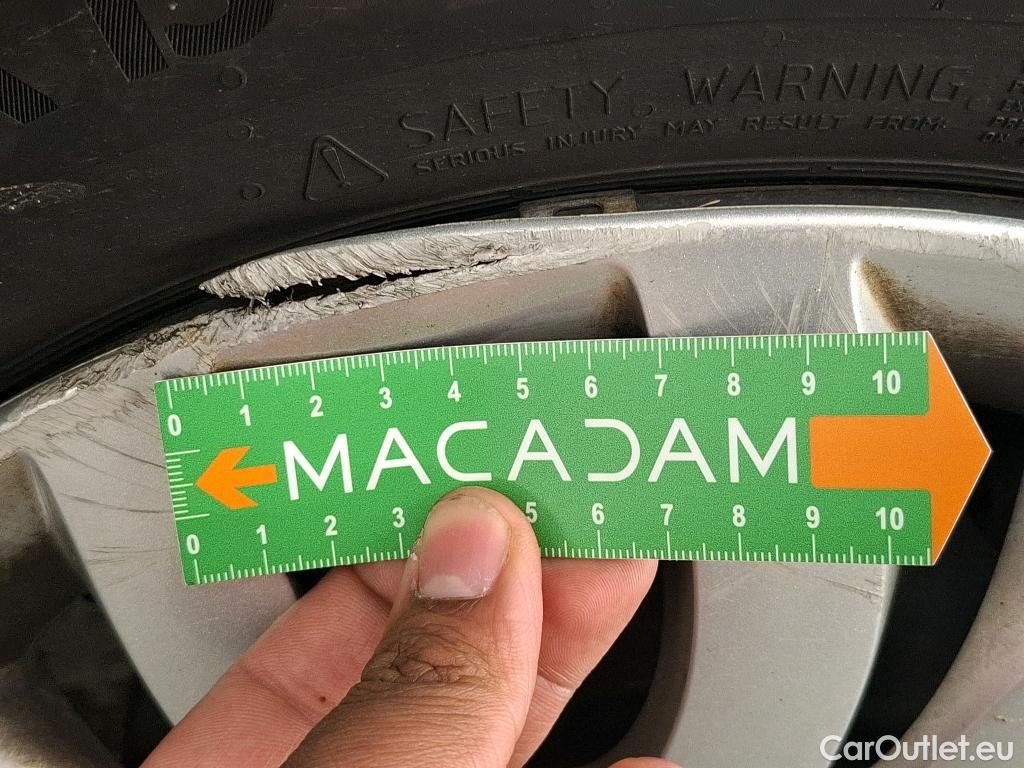 SAFETY WARNING
SERIOUS INJURY MAY RESULT FROM:
0 1 2 3 4 5 6 7 8 9 10
MACADAM
0 1 2 3 5 6 7 8 9 10
CarOutlet.eu